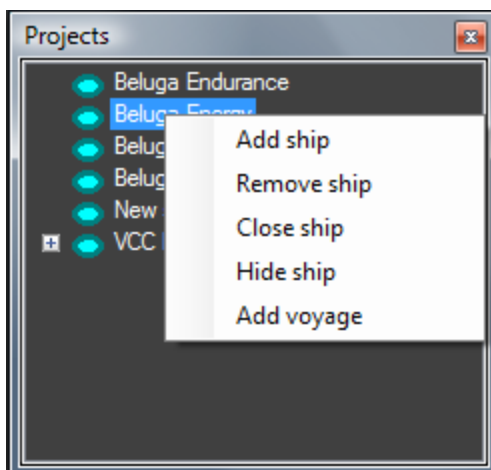 Projects
Beluga Endurance
Beluga Energy
Add ship
Remove ship
Close ship
Hide ship
Add voyage
New
VCC